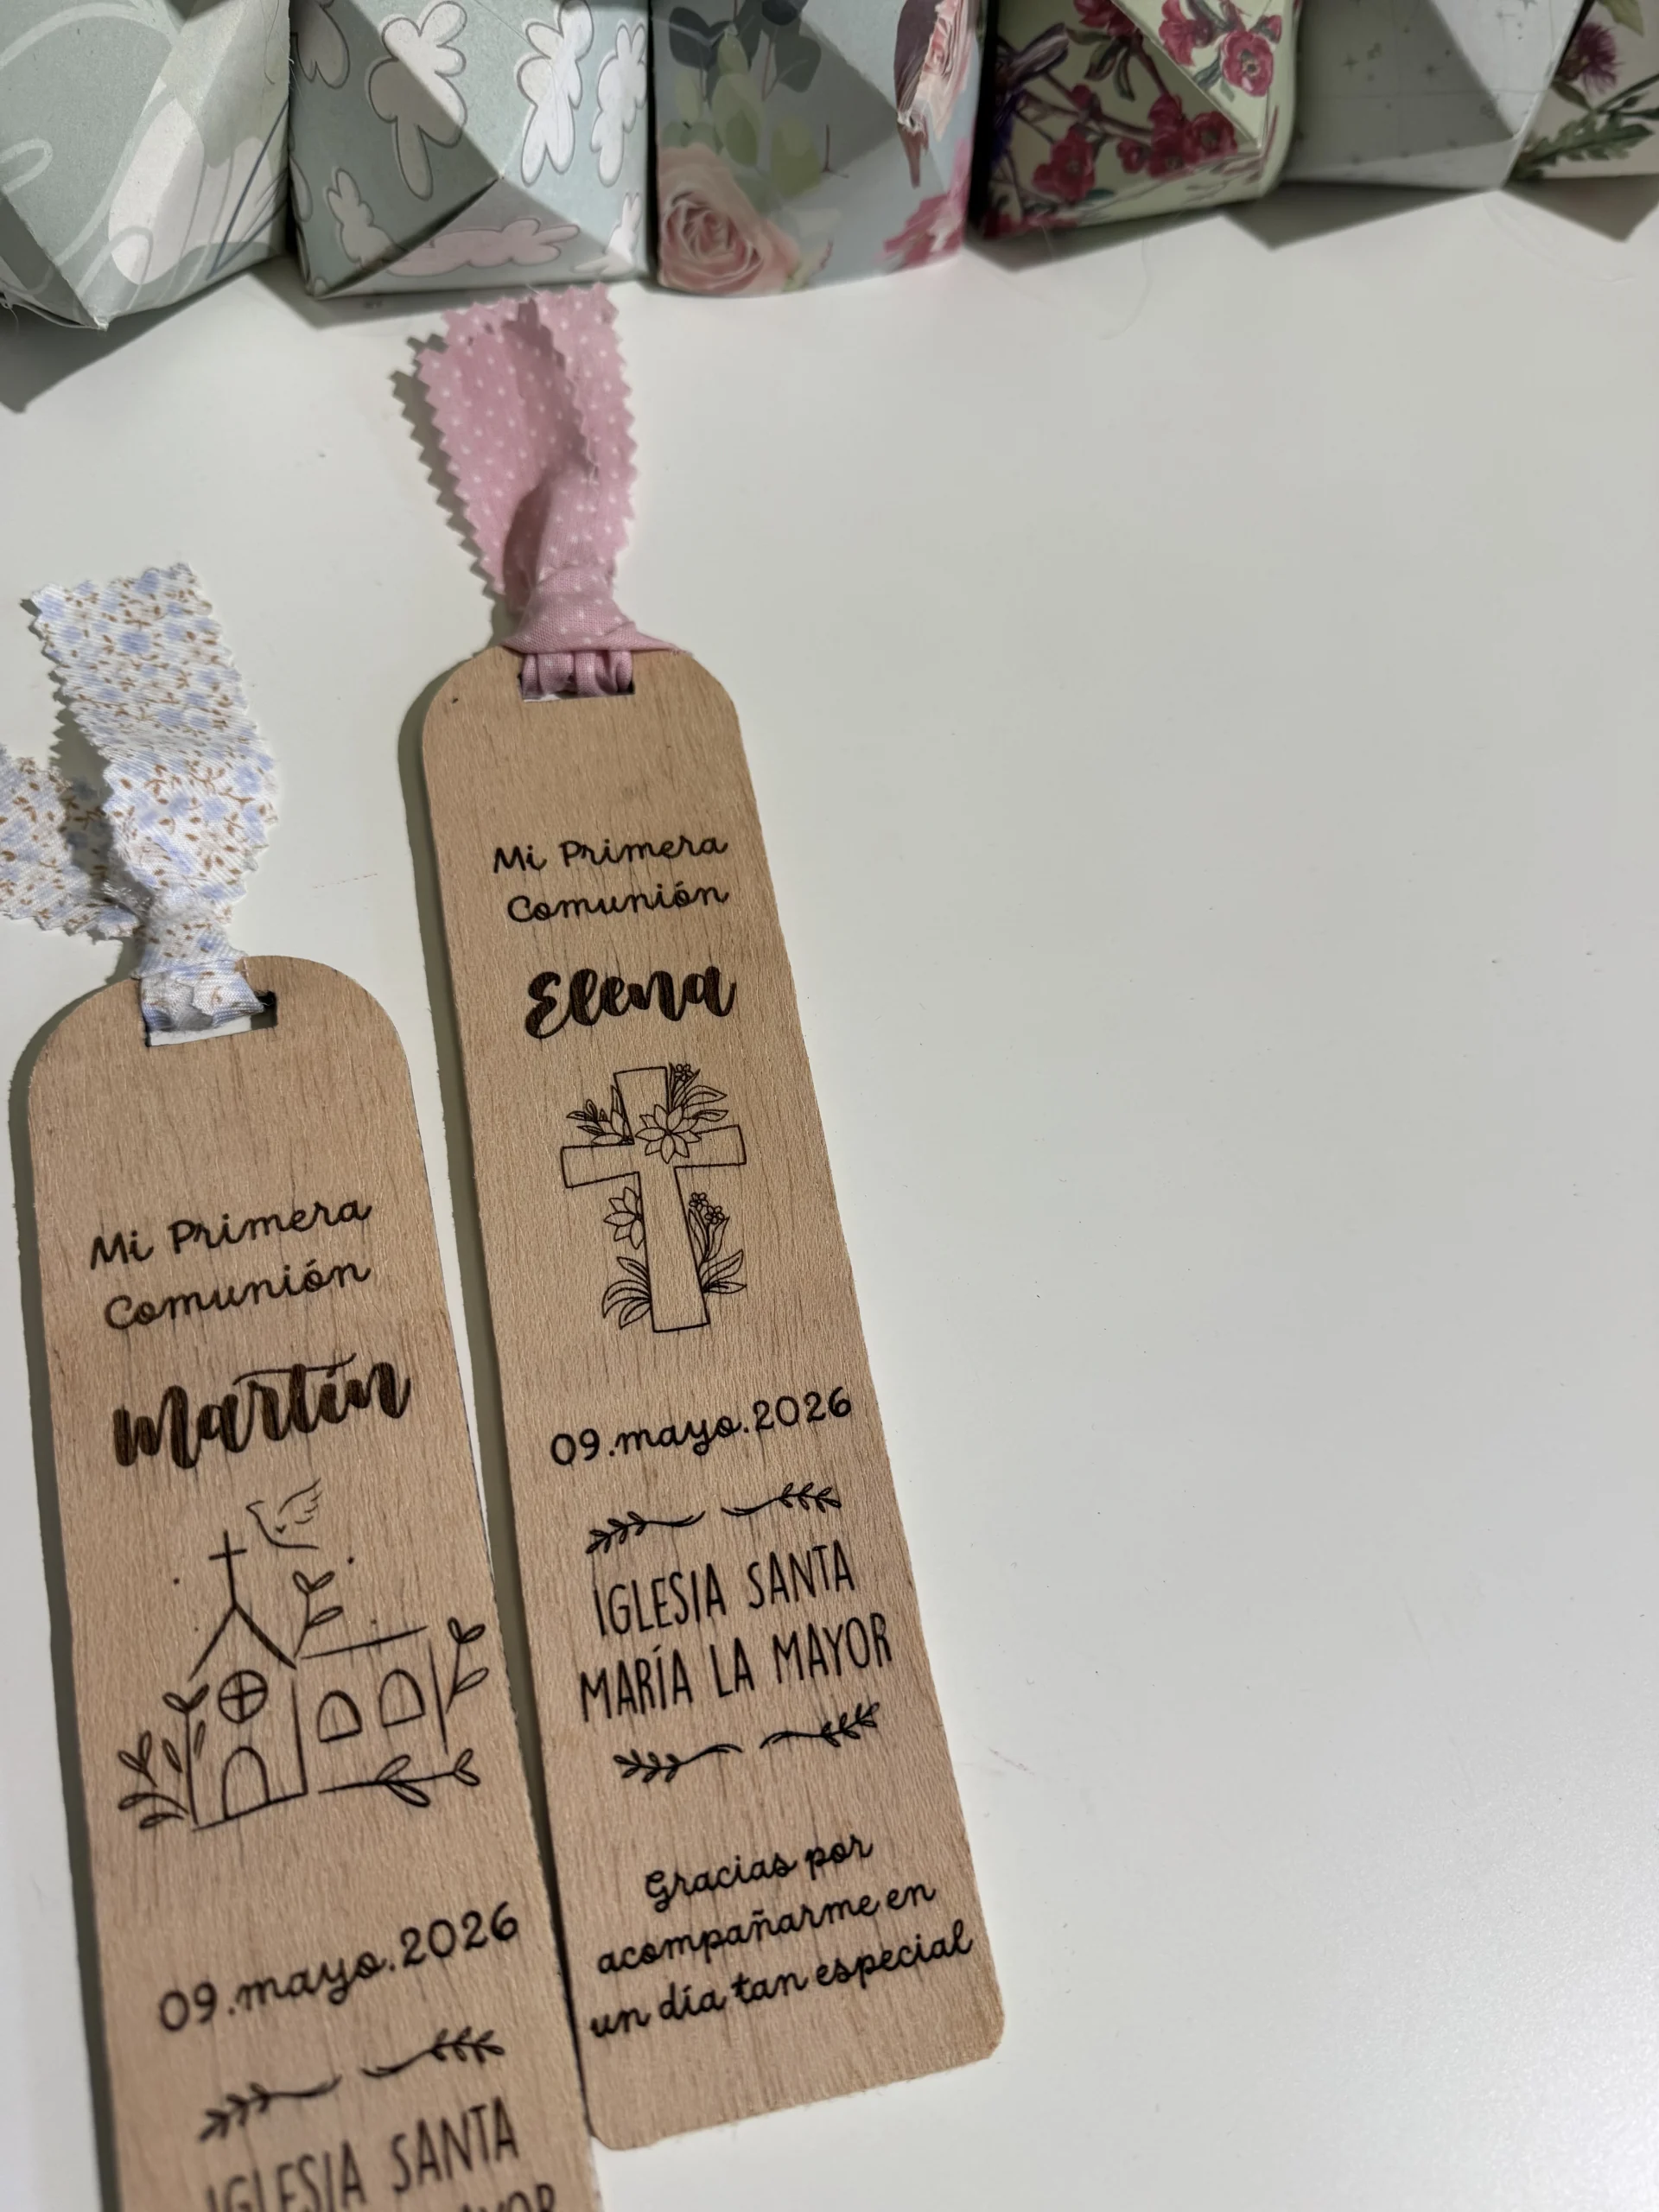 Mi Primera
Comunión
Martín
09.mayo.2026
IGLESIA SANTA
MAYOR
Mi Primera
Comunión
Elena
09.mayo.2026
IGLESIA SANTA
MARÍA LA MAYOR
Gracias por
acompañarme en
un día tan especial